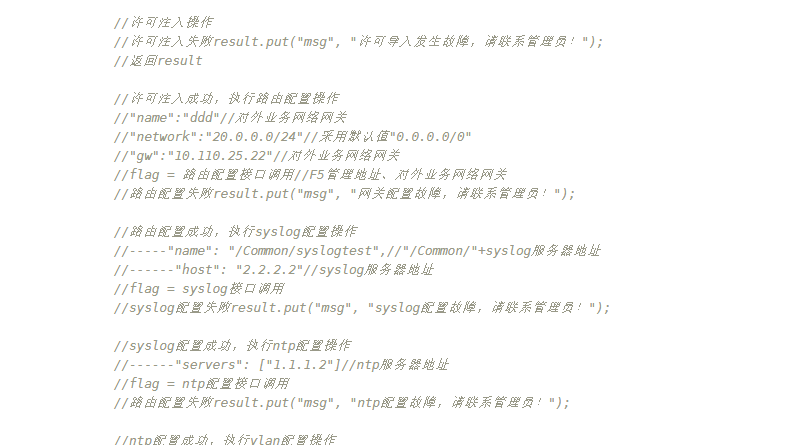 //许可注入操作
//许可注入失败result.put("msg", "许可导入发生故障，请联系管理员！");
//返回result
//许可注入成功，执行路由配置操作
//"name":"ddd"//对外业务网络网关
//"network":"20.0.0.0/24"//采用默认值"0.0.0.0/0"
//"gw":"10.110.25.22"//对外业务网络网关
//flag = 路由配置接口调用//F5管理地址、对外业务网络网关
//路由配置失败result.put("msg", "网关配置故障，请联系管理员！");
//路由配置成功，执行syslog配置操作
//-----"name": "/Common/syslogtest",//"/Common/"+syslog服务器地址
//------"host": "2.2.2.2"//syslog服务器地址
//flag = syslog接口调用
//syslog配置失败result.put("msg", "syslog配置故障，请联系管理员！");
//syslog配置成功，执行ntp配置操作
//------"servers": ["1.1.1.2"]//ntp服务器地址
//flag = ntp配置接口调用
//路由配置失败result.put("msg", "ntp配置故障，请联系管理员！");
//ntp配置成功，执行vlan配置操作